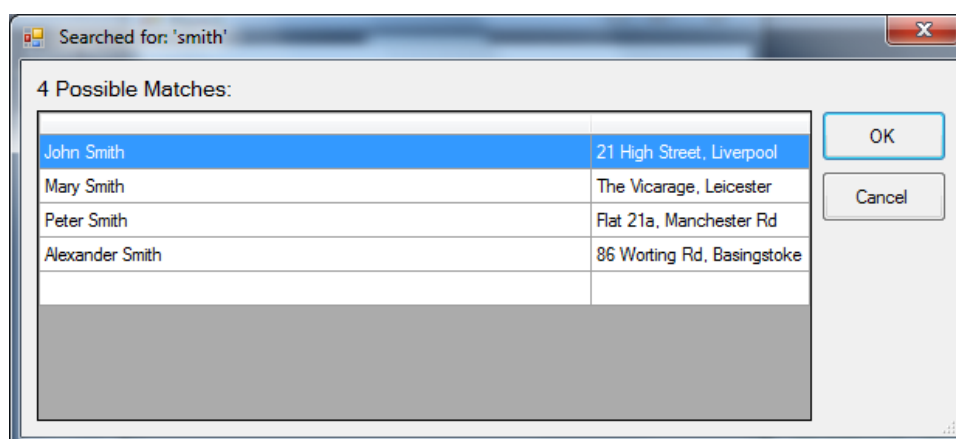 Searched for: 'smith'
4 Possible Matches:
John Smith 21 High Street, Liverpool
Mary Smith The Vicarage, Leicester
Peter Smith Flat 21a, Manchester Rd
Alexander Smith 86 Worting Rd, Basingstoke
OK
Cancel